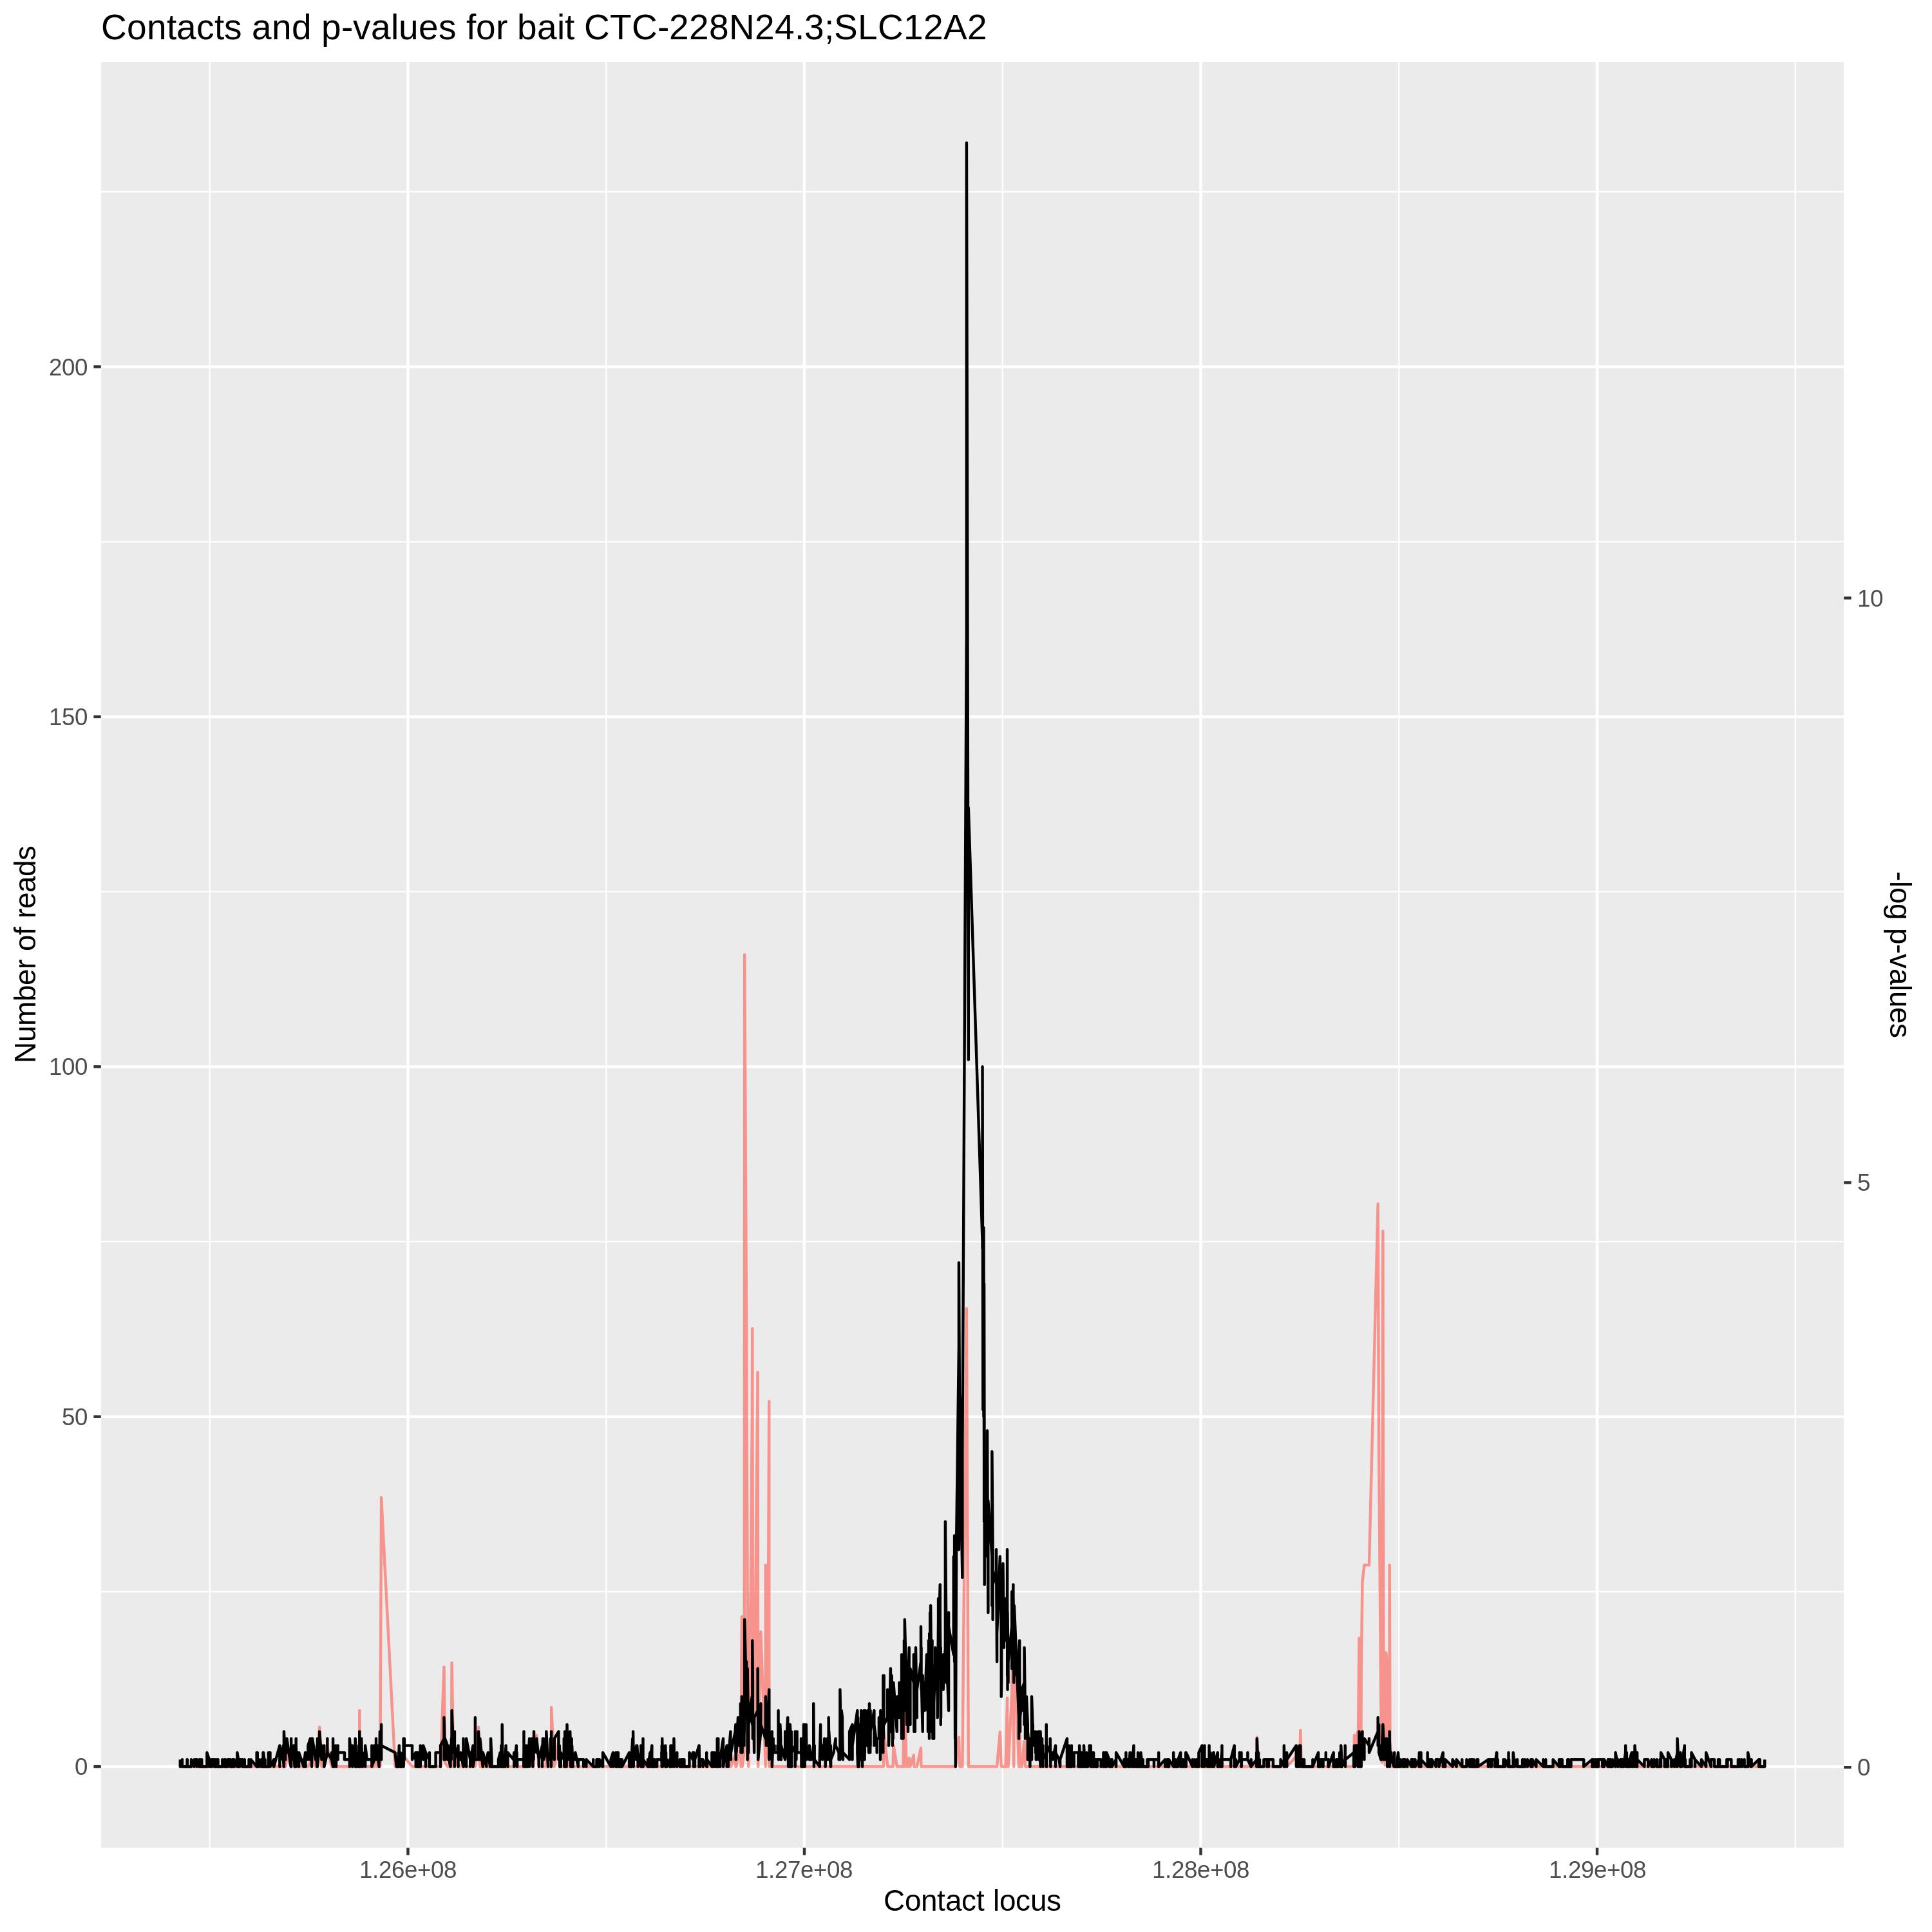 Contacts and p-values for bait CTC-228N24.3;SLC12A2
200
150
100
50
0
Number of reads
10
5
0
-log p-values
1.26e+08 1.27e+08 1.28e+08 1.29e+08
Contact locus